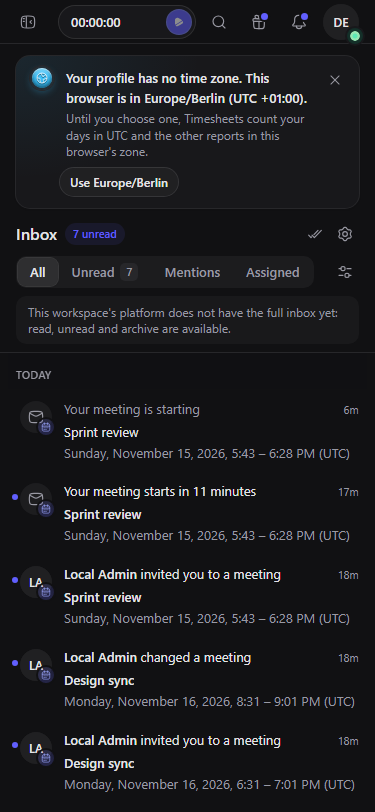 00:00:00
DE
Your profile has no time zone. This
browser is in Europe/Berlin (UTC +01:00).
Until you choose one, Timesheets count your
days in UTC and the other reports in this
browser's zone.
Use Europe/Berlin
Inbox
7 unread
All
Unread 7
Mentions
Assigned
This workspace's platform does not have the full inbox yet:
read, unread and archive are available.
TODAY
Your meeting is starting 6m
Sprint review
Sunday, November 15, 2026, 5:43 – 6:28 PM (UTC)
Your meeting starts in 11 minutes 17m
Sprint review
Sunday, November 15, 2026, 5:43 – 6:28 PM (UTC)
LA
Local Admin invited you to a meeting 18m
Sprint review
Sunday, November 15, 2026, 5:43 – 6:28 PM (UTC)
LA
Local Admin changed a meeting 18m
Design sync
Monday, November 16, 2026, 8:31 – 9:01 PM (UTC)
LA
Local Admin invited you to a meeting 18m
Design sync
Monday, November 16, 2026, 6:31 – 7:01 PM (UTC)